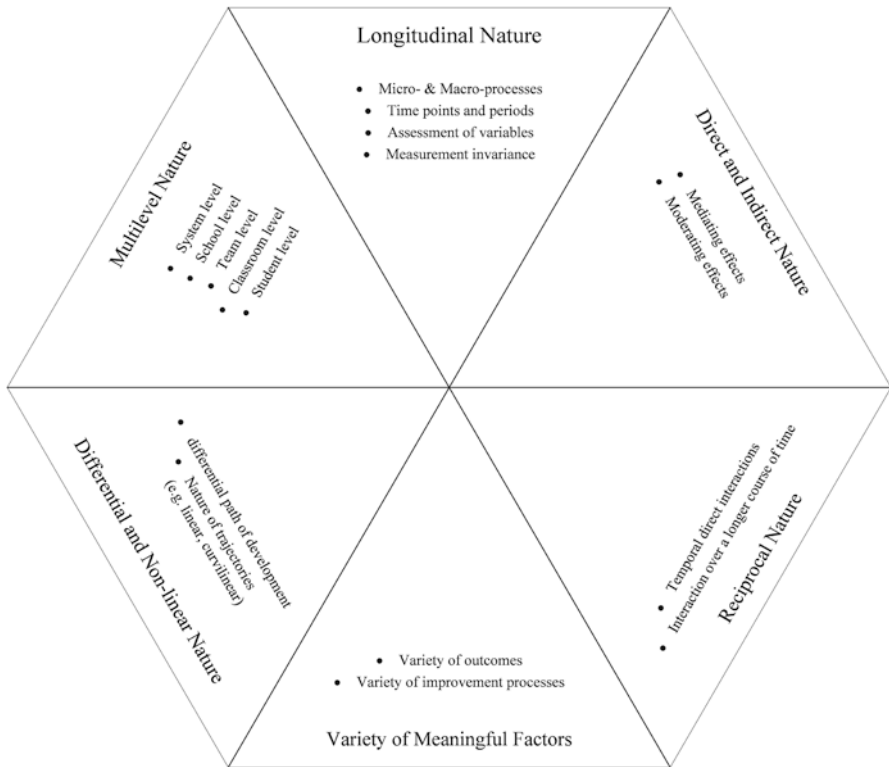 Longitudinal Nature
Micro- & Macro-processes
Time points and periods
Assessment of variables
Measurement invariance
Direct and Indirect Nature
Mediating effects
Moderating effects
Reciprocal Nature
Temporal direct interactions
Interaction over a longer course of time
Variety of outcomes
Variety of improvement processes
Variety of Meaningful Factors
Differential and Non-linear Nature
differential path of development
Nature of trajectories
(e.g. linear, curvilinear)
Multilevel Nature
System level
School level
Team level
Classroom level
Student level